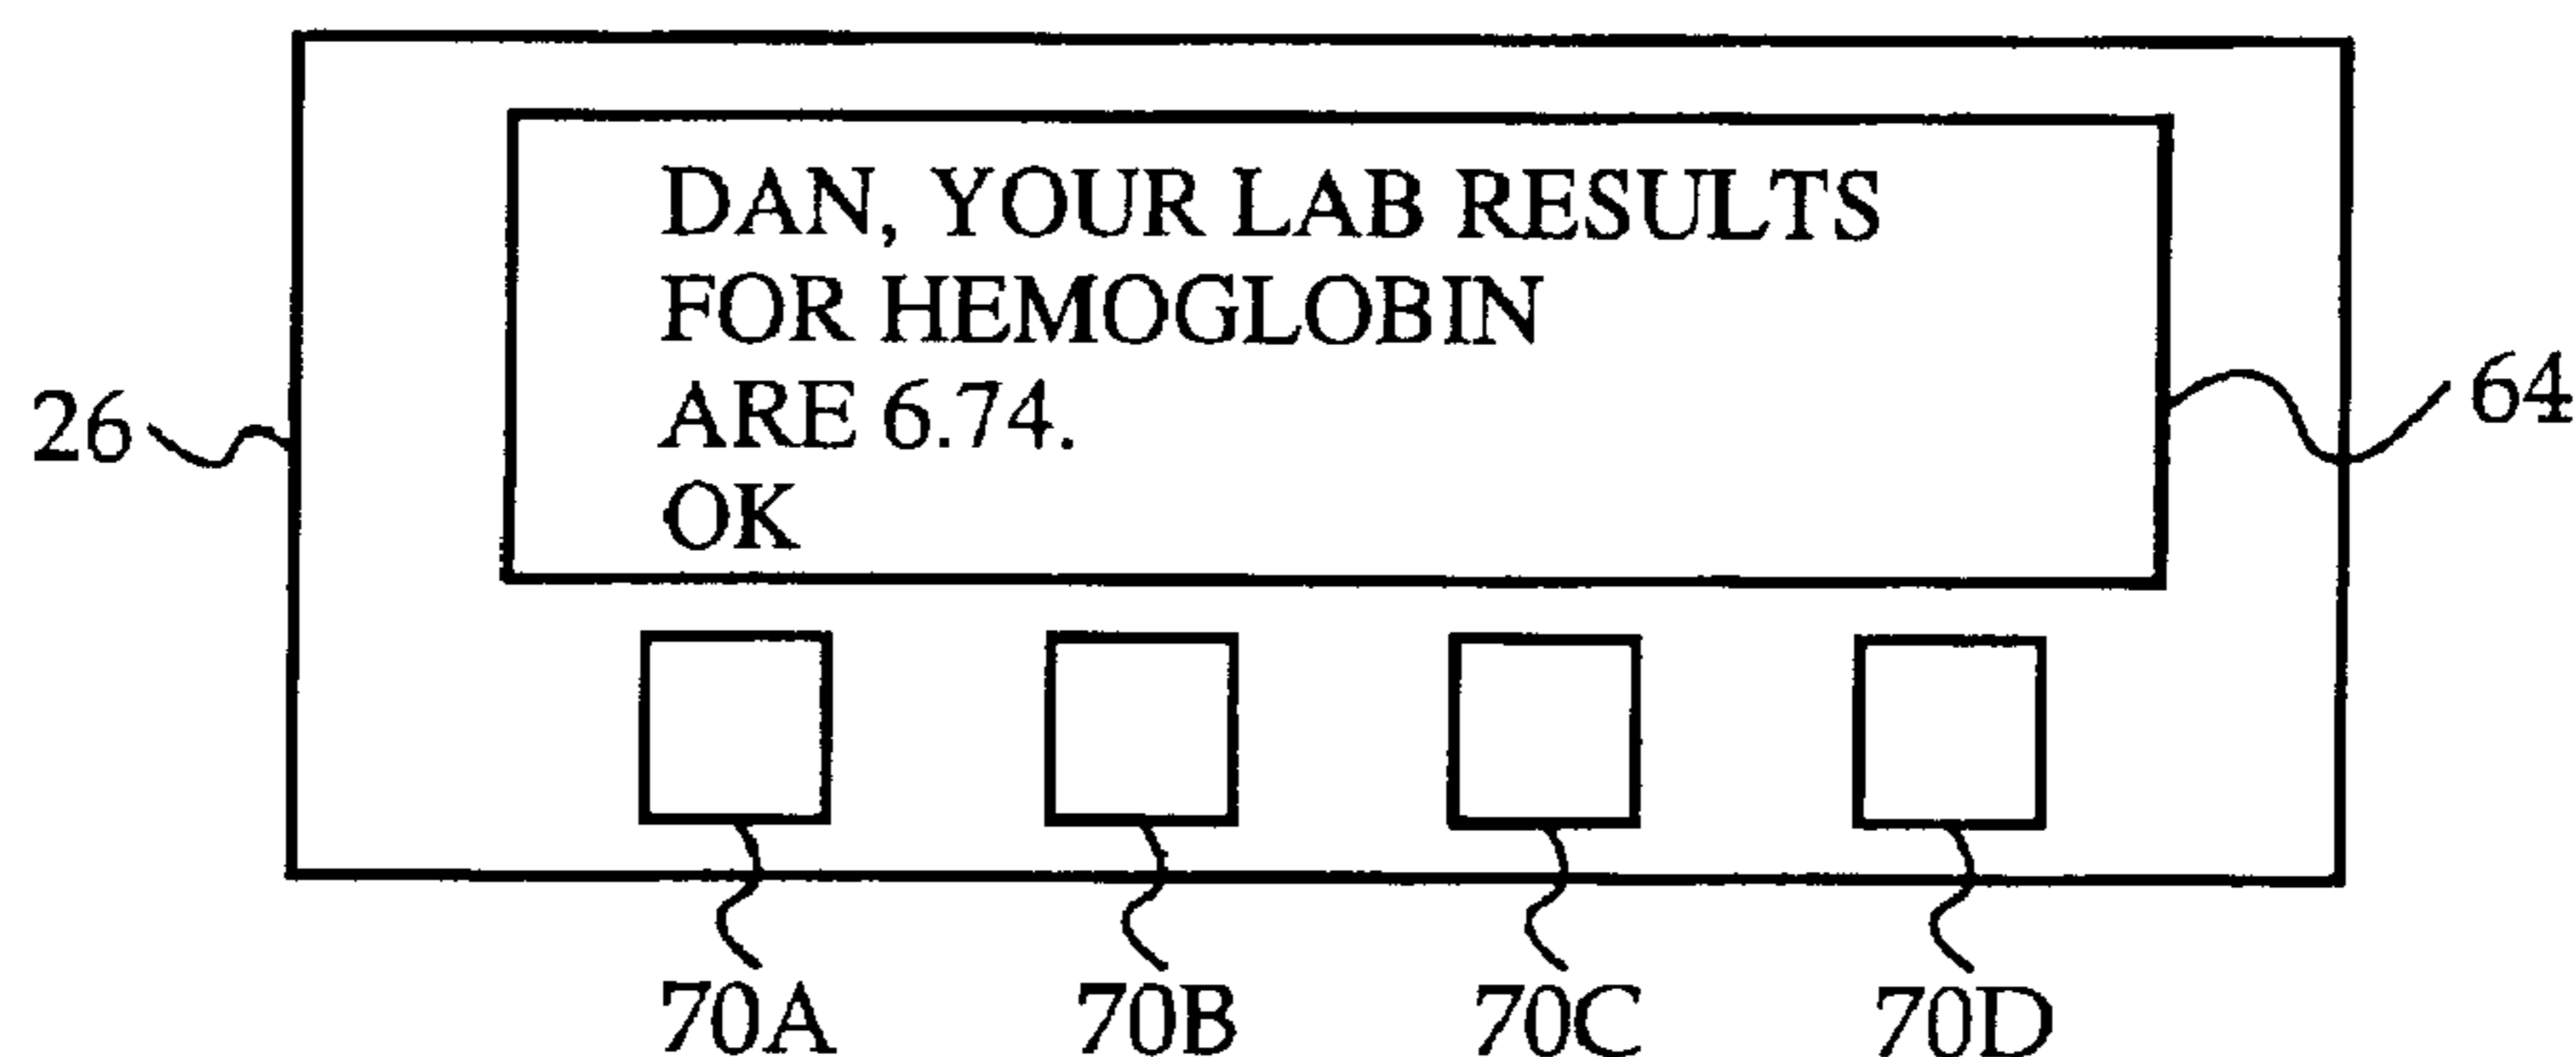 DAN, YOUR LAB RESULTS
FOR HEMOGLOBIN
ARE 6.74.
OK
26
64
70A 70B 70C 70D